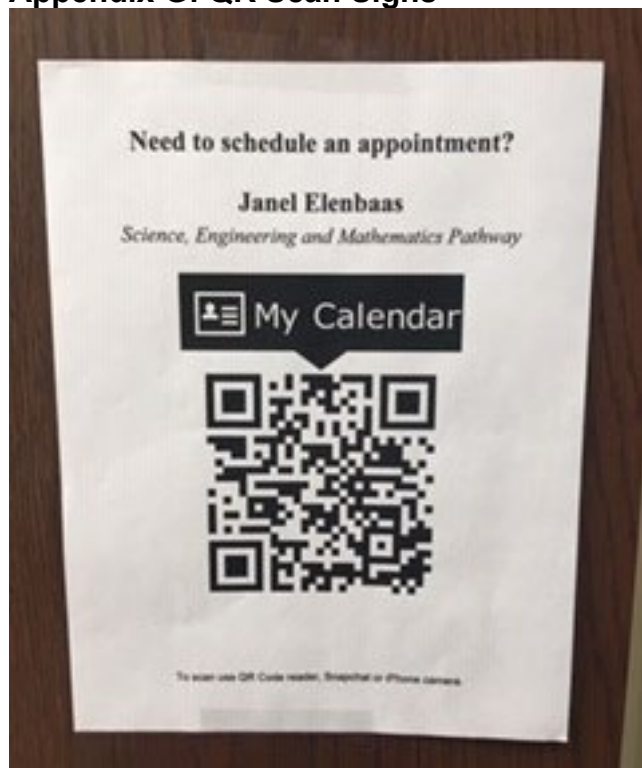 Appendix G: QR Scan Signs
Need to schedule an appointment?
Janel Elenbaas
Science, Engineering and Mathematics Pathway
My Calendar
To scan use QR Code reader, Snapchat or iPhone camera.